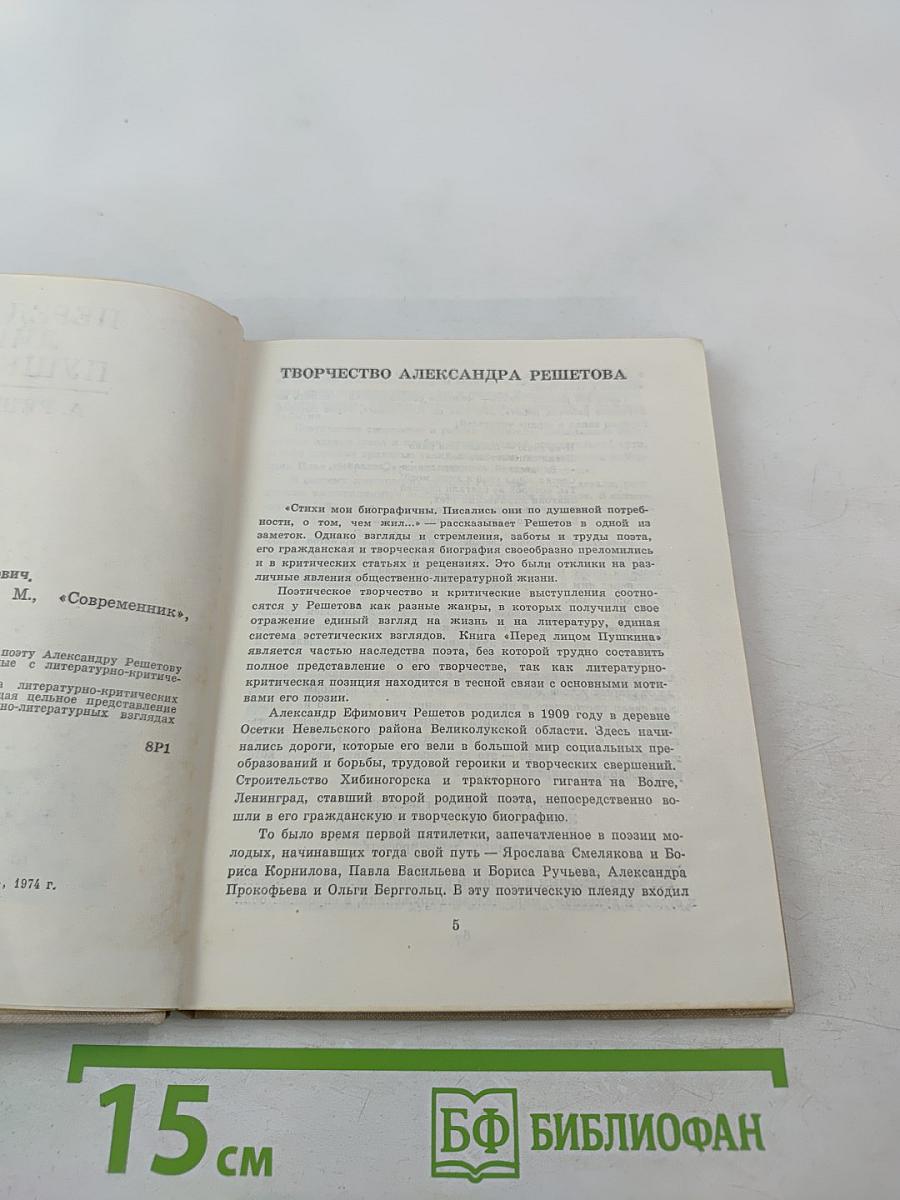 ович.
М., «Современник»,
поэту Александру Решетову
ные с литературно-критиче-
а литературно-критических
щая цельное представление
но-литературных взглядах
8Р1
, 1974 г.
ТВОРЧЕСТВО АЛЕКСАНДРА РЕШЕТОВА
«Стихи мои биографичны. Писались они по душевной потреб-
ности, о том, чем жил...» — рассказывает Решетов в одной из
заметок. Однако взгляды и стремления, заботы и труды поэта,
его гражданская и творческая биография своеобразно преломились
и в критических статьях и рецензиях. Это были отклики на раз-
личные явления общественно-литературной жизни.
Поэтическое творчество и критические выступления соотно-
сятся у Решетова как разные жанры, в которых получили свое
отражение единый взгляд на жизнь и на литературу, единая
система эстетических взглядов. Книга «Перед лицом Пушкина»
является частью наследства поэта, без которой трудно составить
полное представление о его творчестве, так как литературно-
критическая позиция находится в тесной связи с основными моти-
вами его поэзии.
Александр Ефимович Решетов родился в 1909 году в деревне
Осетки Невельского района Великолукской области. Здесь начи-
нались дороги, которые его вели в большой мир социальных пре-
образований и борьбы, трудовой героики и творческих свершений.
Строительство Хибиногорска и тракторного гиганта на Волге,
Ленинград, ставший второй родиной поэта, непосредственно во-
шли в его гражданскую и творческую биографию.
То было время первой пятилетки, запечатленное в поэзии мо-
лодых, начинавших тогда свой путь — Ярослава Смелякова и Бо-
риса Корнилова, Павла Васильева и Бориса Ручьева, Александра
Прокофьева и Ольги Берггольц. В эту поэтическую плеяду входил
5
15 см
БФ БИБЛИОФАН